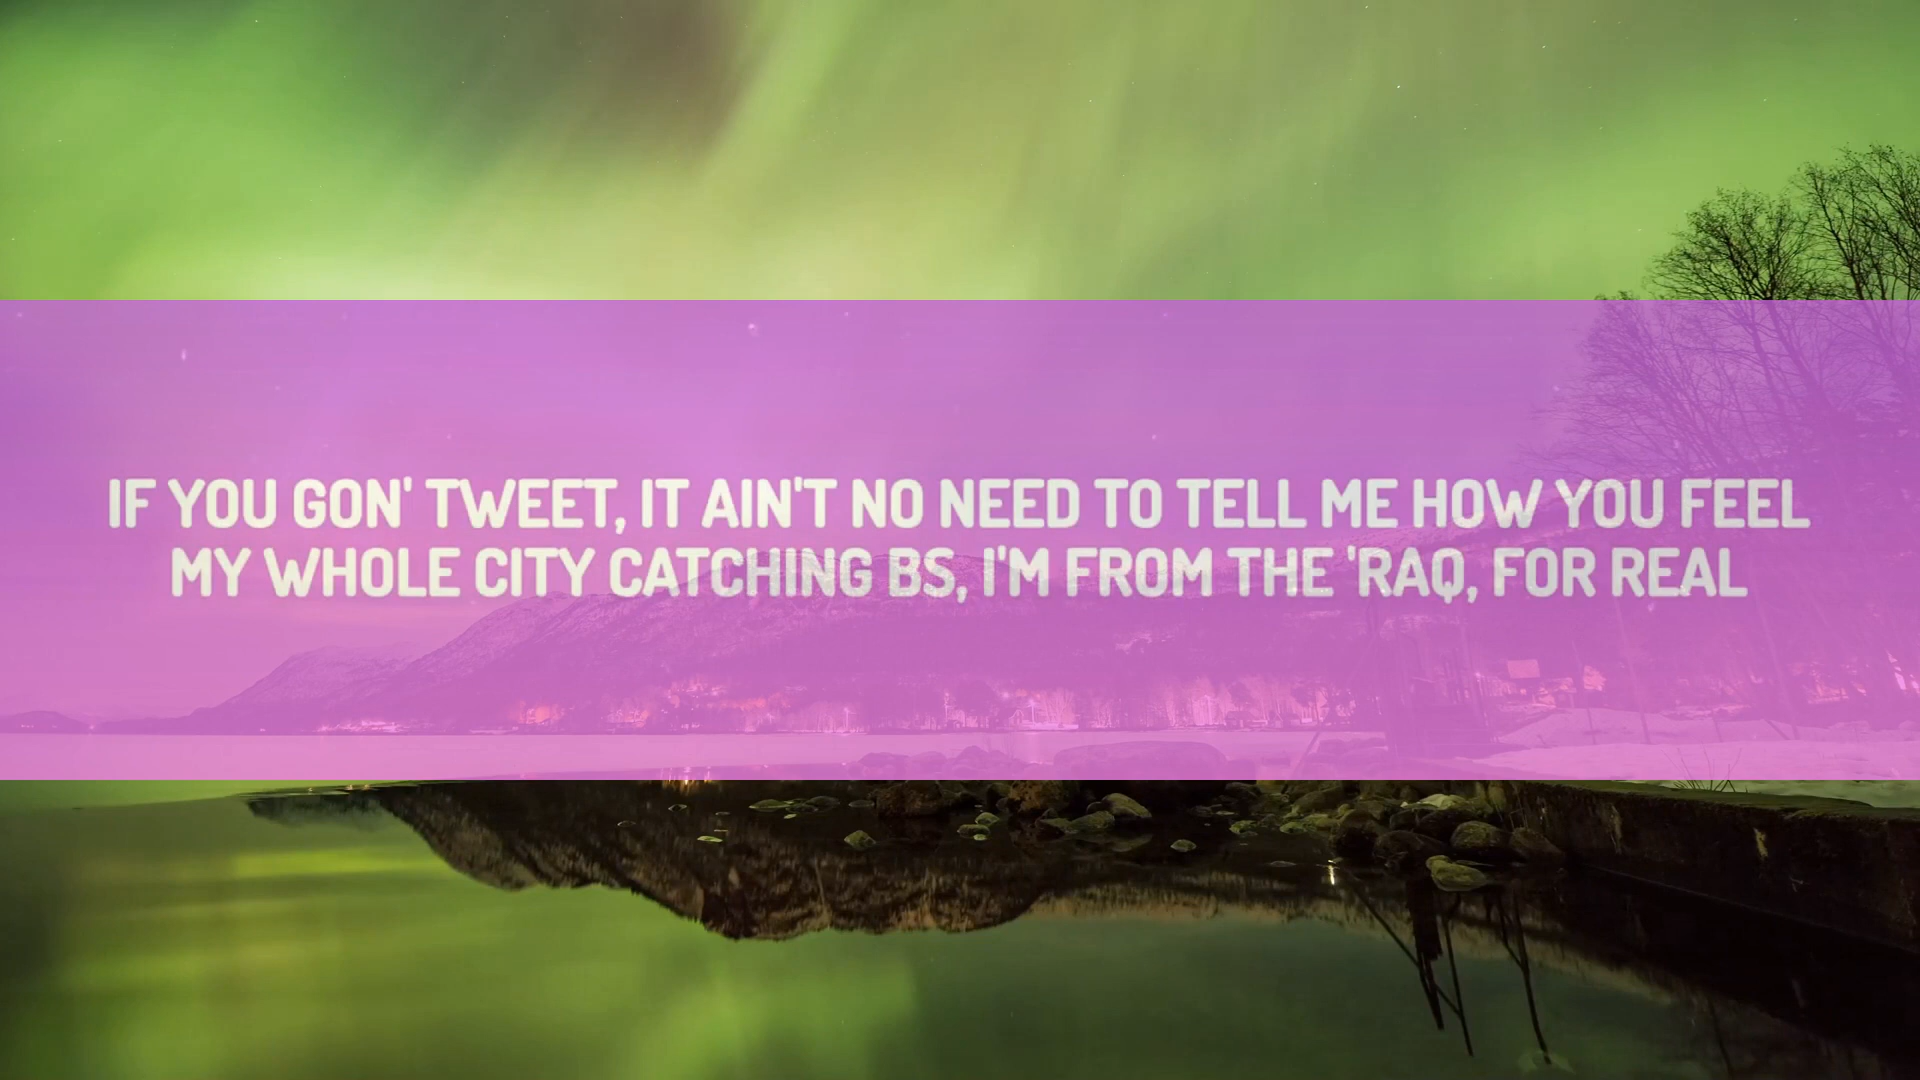 IF YOU GON' TWEET, IT AIN'T NO NEED TO TELL ME HOW YOU FEEL
MY WHOLE CITY CATCHING BS, I'M FROM THE 'RAQ, FOR REAL